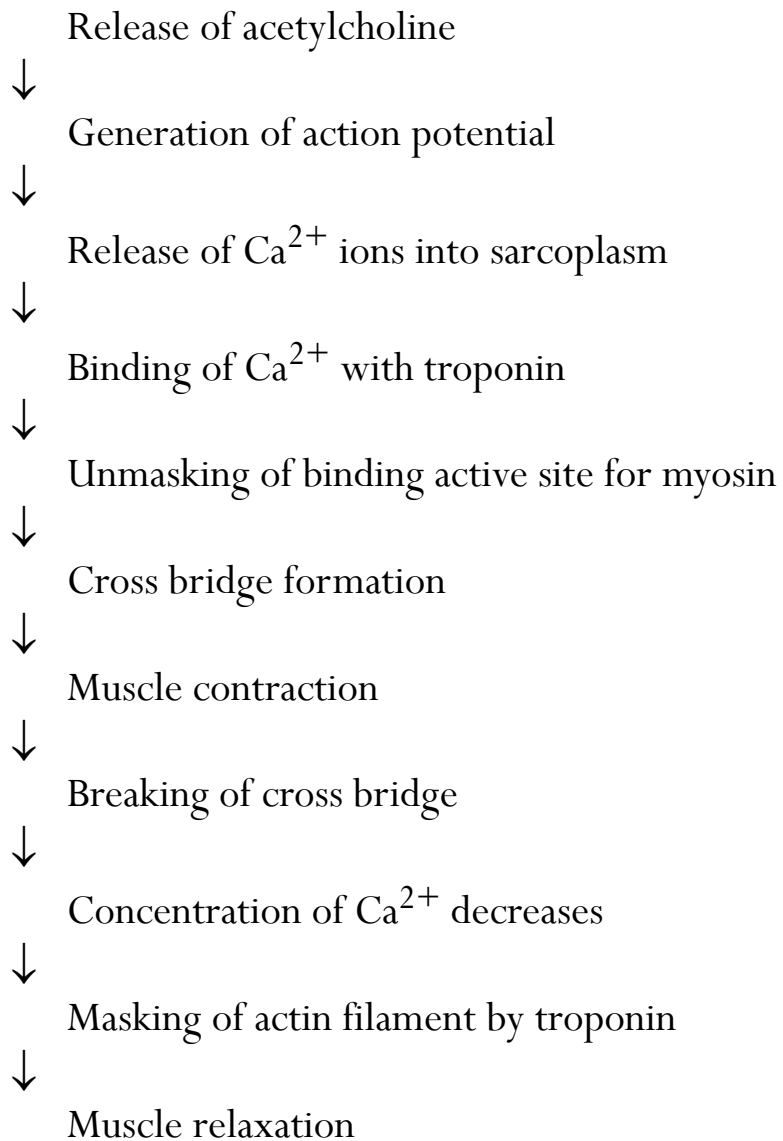 Release of acetylcholine
↓
Generation of action potential
↓
Release of Ca²⁺ ions into sarcoplasm
↓
Binding of Ca²⁺ with troponin
↓
Unmasking of binding active site for myosin
↓
Cross bridge formation
↓
Muscle contraction
↓
Breaking of cross bridge
↓
Concentration of Ca²⁺ decreases
↓
Masking of actin filament by troponin
↓
Muscle relaxation